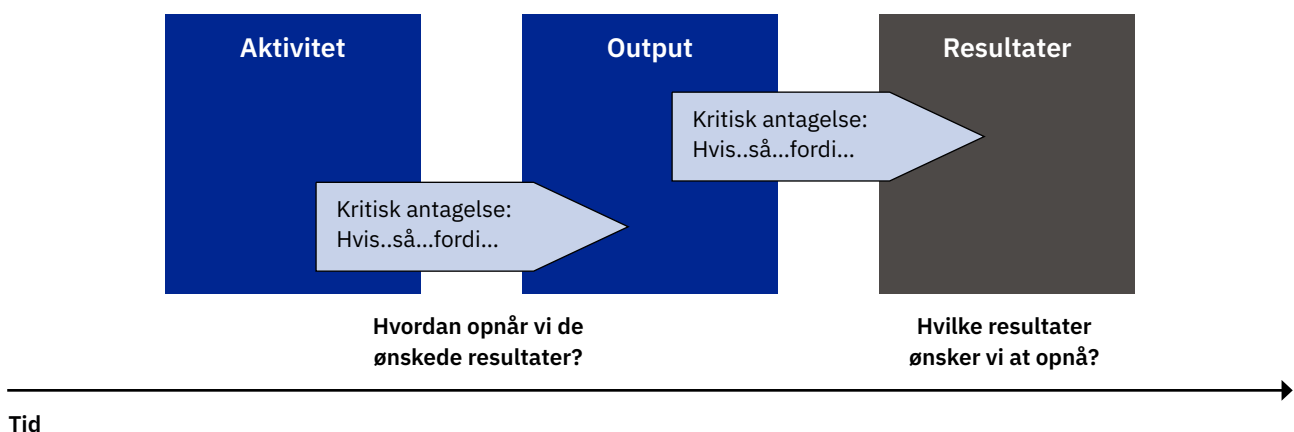 Aktivitet
Output
Resultater
Kritisk antagelse:
Hvis..så...fordi...
Kritisk antagelse:
Hvis..så...fordi...
Hvordan opnår vi de
ønskede resultater?
Hvilke resultater
ønsker vi at opnå?
Tid